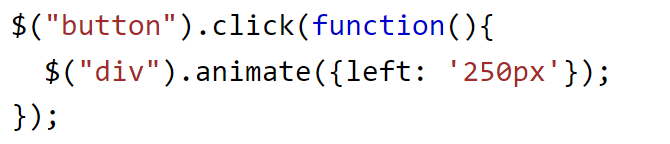 $("button").click(function(){
  $("div").animate({left: '250px'});
});